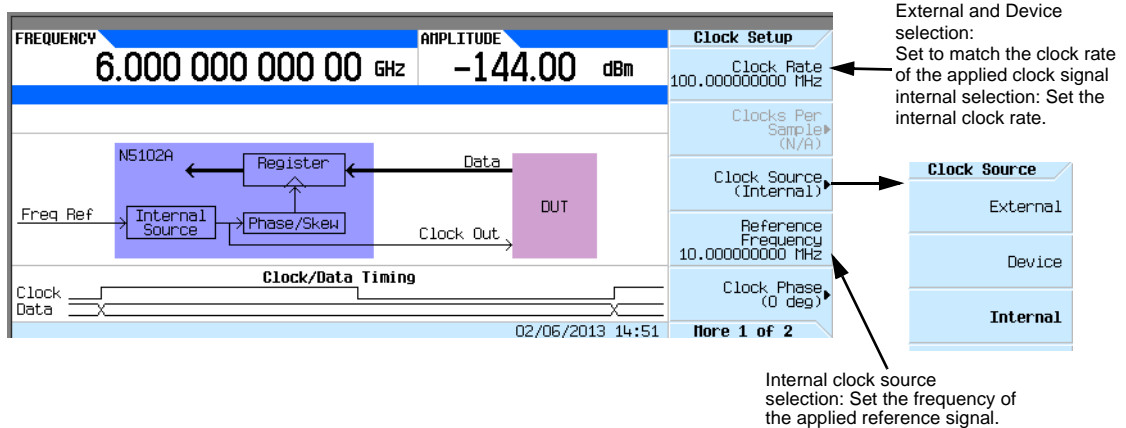 External and Device
selection:
Set to match the clock rate
of the applied clock signal
internal selection: Set the
internal clock rate.
FREQUENCY
6.000 000 000 00 GHz
AMPLITUDE
-144.00 dBm
Clock Setup
Clock Rate
100.000000000 MHz
Clocks Per
Sample
(N/A)
Clock Source
(Internal)
Reference
Frequency
10.000000000 MHz
Clock Phase
(0 deg)
More 1 of 2
N5102A
Register
Data
DUT
Freq Ref
Internal
Source
Phase/Skew
Clock Out
Clock/Data Timing
Clock
Data
02/06/2013 14:51
Clock Source
External
Device
Internal
Internal clock source
selection: Set the frequency of
the applied reference signal.